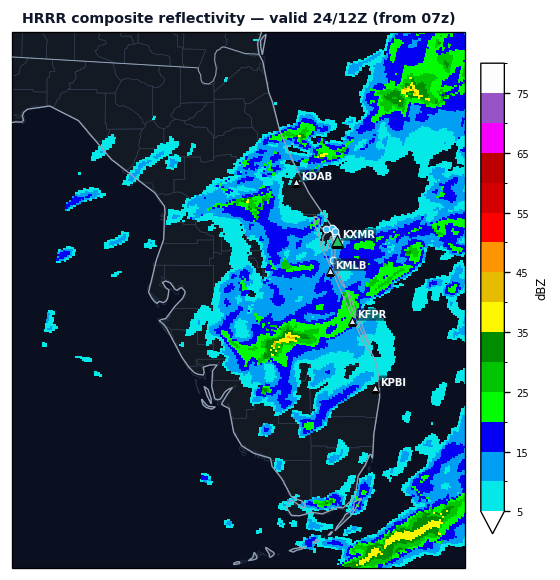 HRRR composite reflectivity — valid 24/12Z (from 07z)
KDAB
KXMR
KMLB
KFPR
KPBI
75
65
55
45
35
25
15
5
dBZ